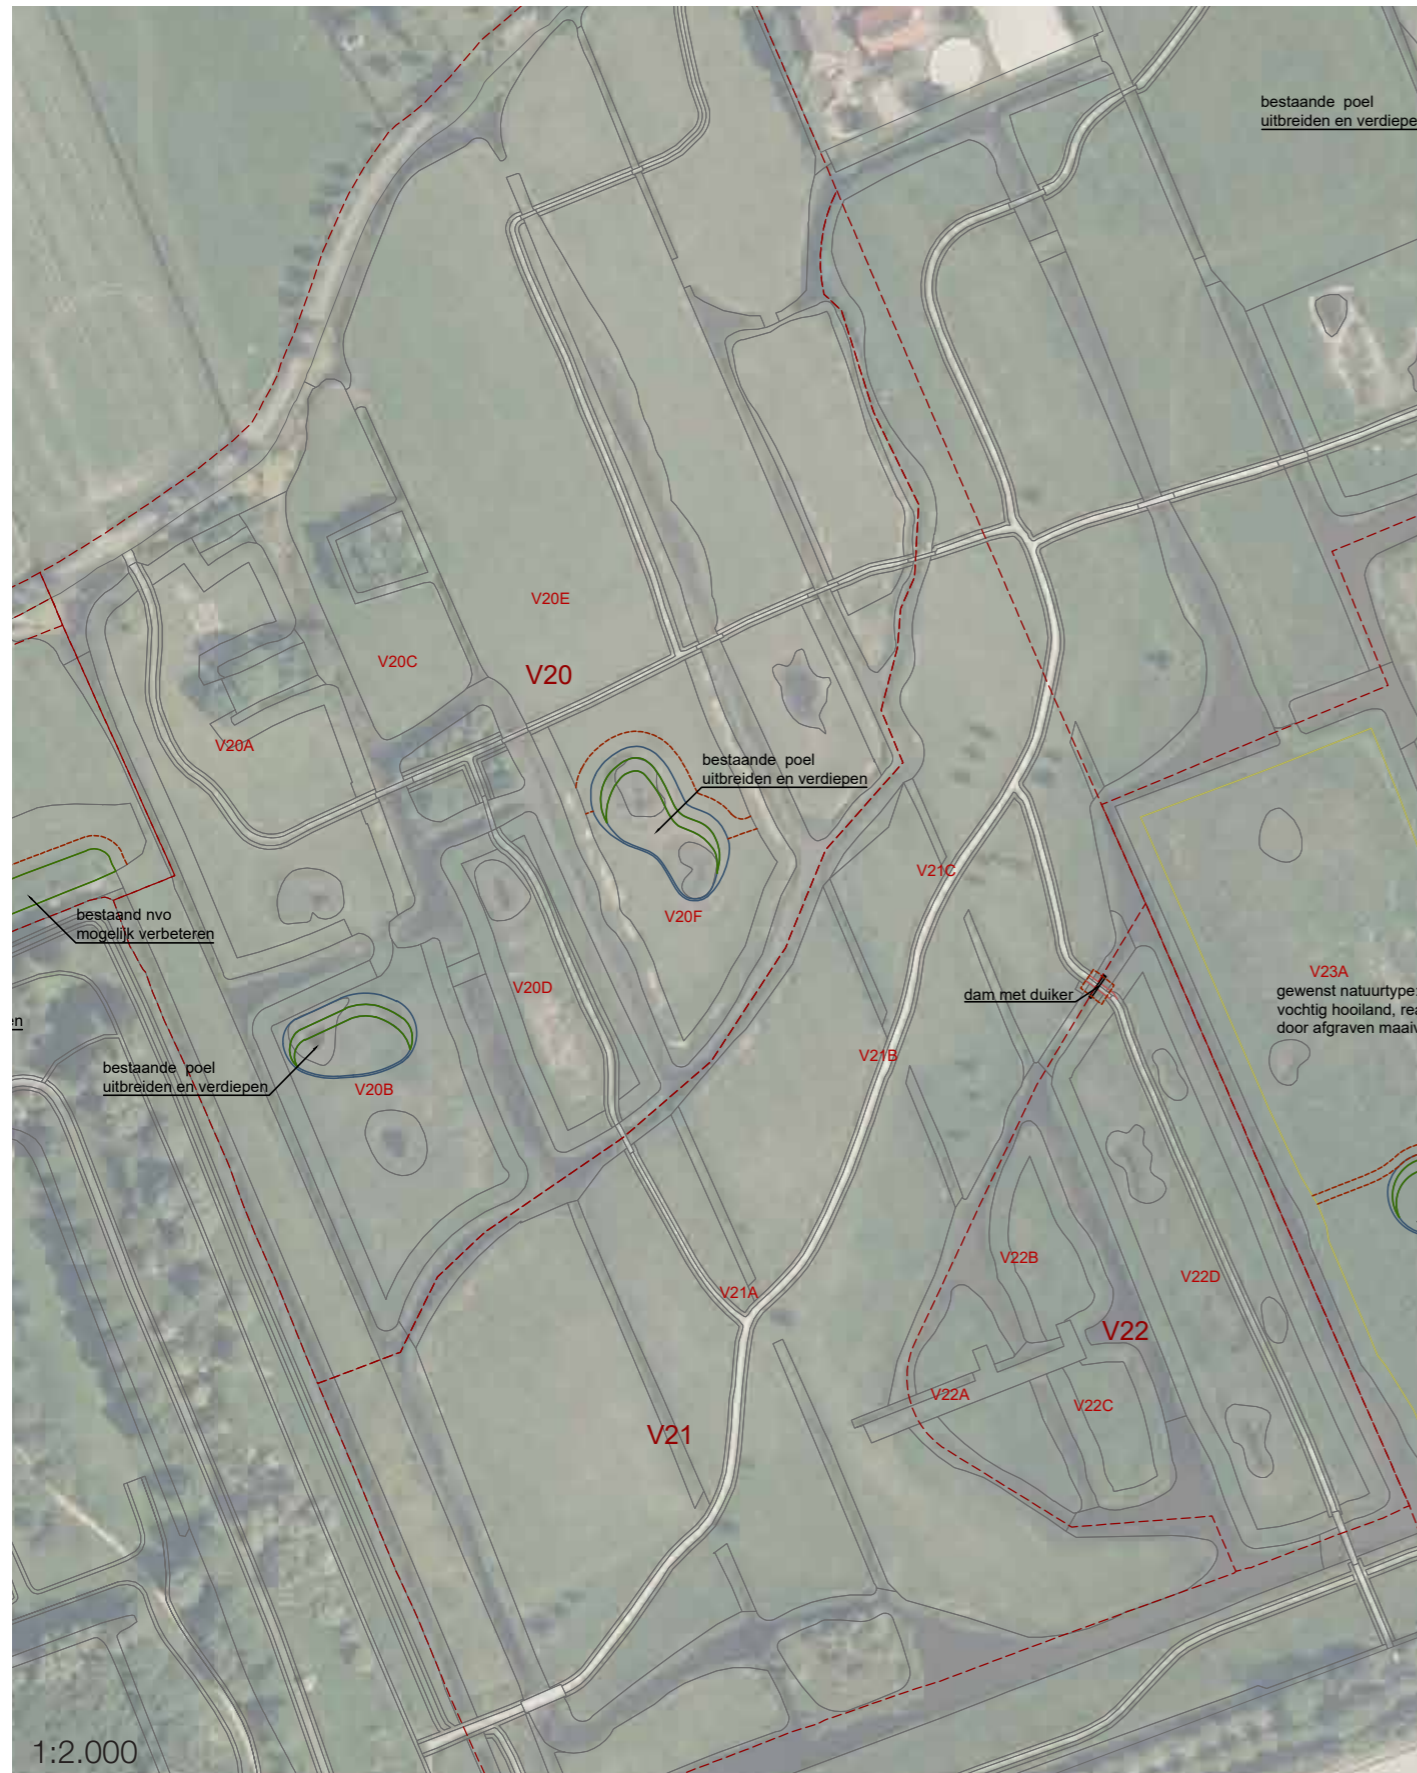 bestaande poel
uitbreiden en verdiepe
V20E
V20C
V20
V20A
bestaande poel
uitbreiden en verdiepen
V21C
bestaand nvo
mogelijk verbeteren
V20F
V23A
gewenst natuurtype:
vochtig hooiland, rea
door afgraven maaiv
V20D
dam met duiker
en
V21B
bestaande poel
uitbreiden en verdiepen
V20B
V22B
V22D
V21A
V22
V22A
V22C
V21
1:2.000